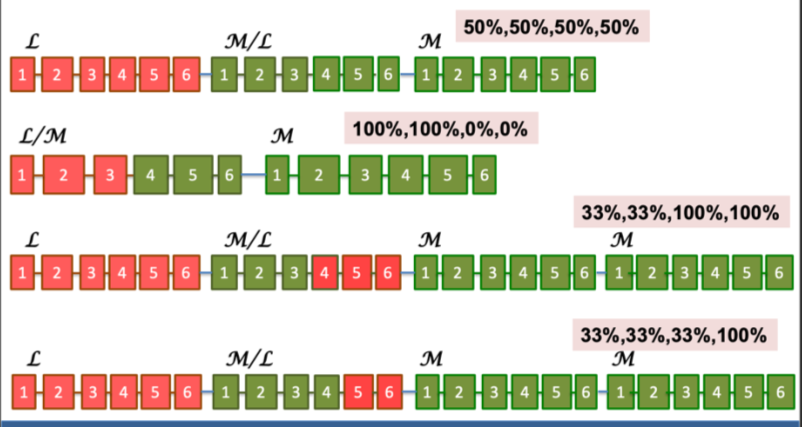 50%,50%,50%,50%
ℒ ℳ/ℒ ℳ
1 2 3 4 5 6 1 2 3 4 5 6 1 2 3 4 5 6
100%,100%,0%,0%
ℒ/ℳ ℳ
1 2 3 4 5 6 1 2 3 4 5 6
33%,33%,100%,100%
ℒ ℳ/ℒ ℳ ℳ
1 2 3 4 5 6 1 2 3 4 5 6 1 2 3 4 5 6 1 2 3 4 5 6
33%,33%,33%,100%
ℒ ℳ/ℒ ℳ ℳ
1 2 3 4 5 6 1 2 3 4 5 6 1 2 3 4 5 6 1 2 3 4 5 6